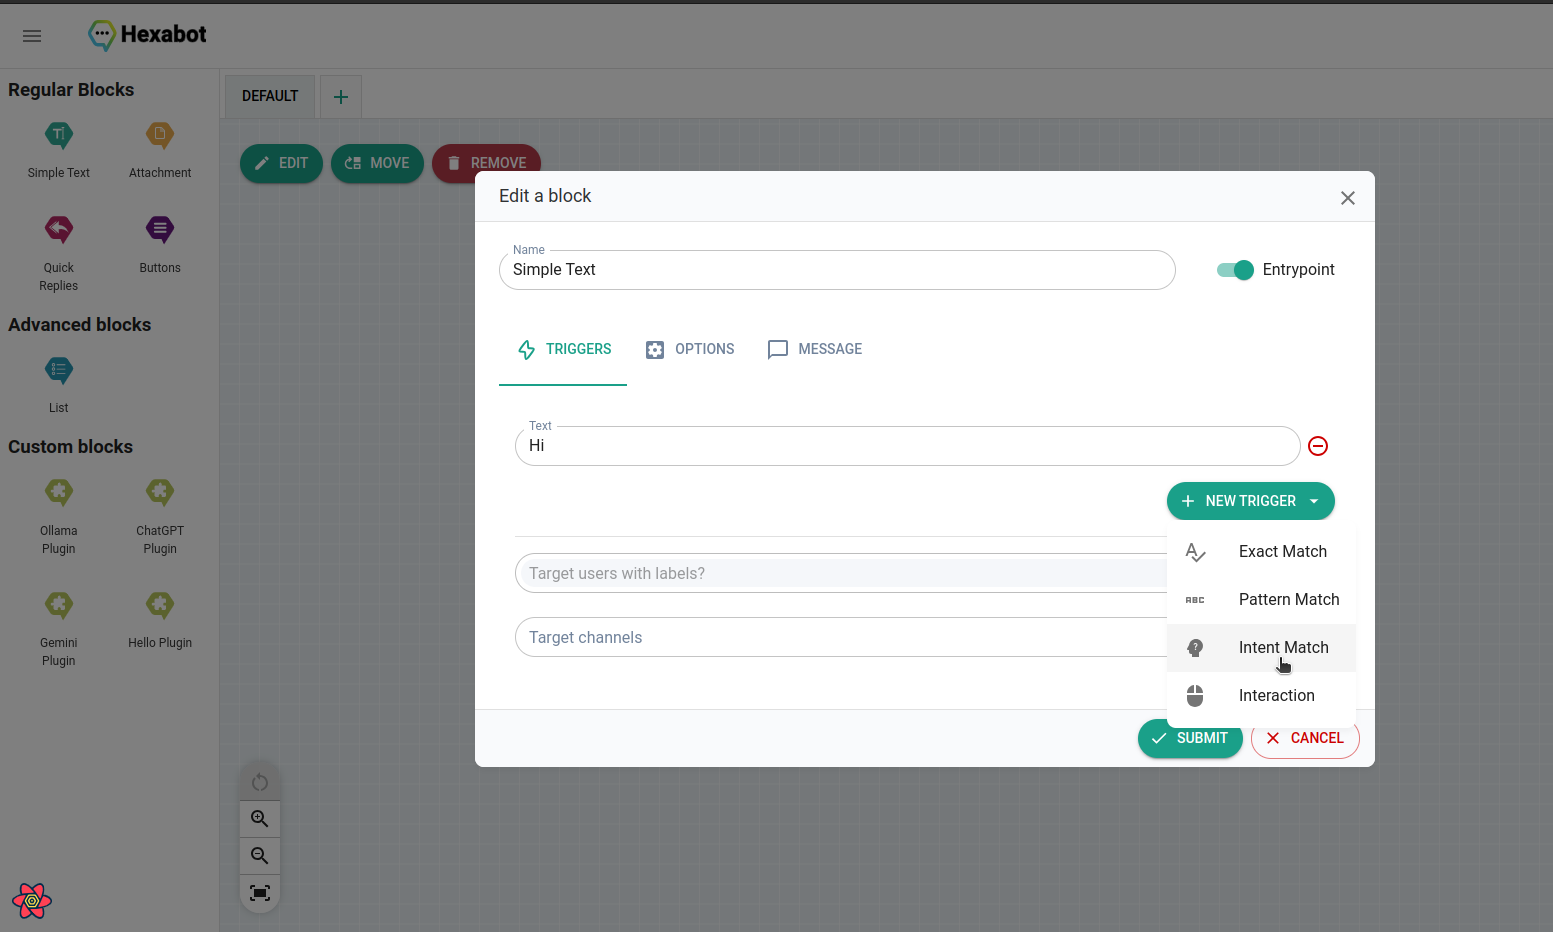 Hexabot
Regular Blocks
Simple Text
Attachment
Quick
Replies
Buttons
Advanced blocks
List
Custom blocks
Ollama
Plugin
ChatGPT
Plugin
Gemini
Plugin
Hello Plugin
DEFAULT
EDIT
MOVE
REMOVE
Edit a block
Name
Simple Text
Entrypoint
TRIGGERS
OPTIONS
MESSAGE
Text
Hi
NEW TRIGGER
Exact Match
ABC
Pattern Match
Intent Match
Interaction
Target users with labels?
Target channels
SUBMIT
CANCEL